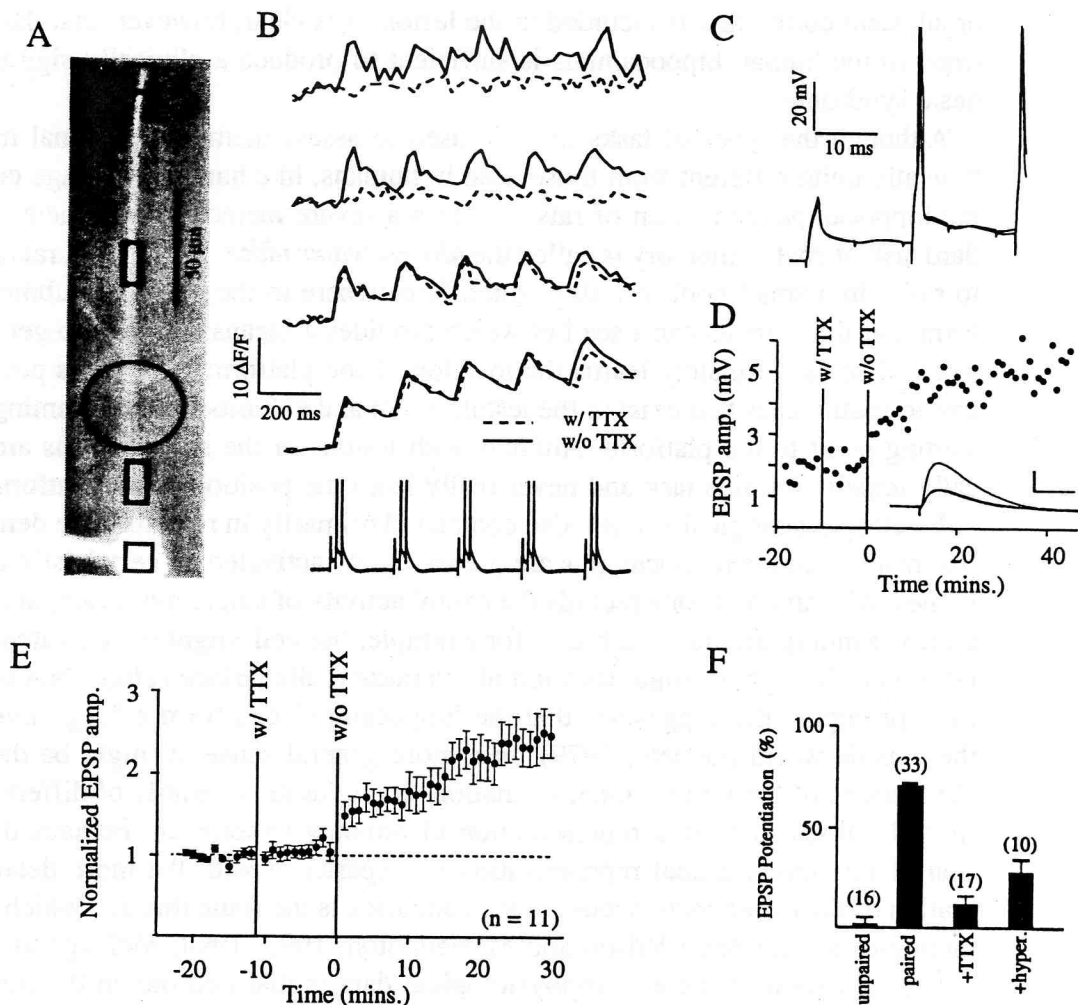 A
50 µm
B
10 ΔF/F
200 ms
w/ TTX
w/o TTX
C
20 mV
10 ms
D
EPSP amp. (mV)
w/ TTX
w/o TTX
5
3
1
-20
0
20
40
Time (mins.)
E
Normalized EPSP amp.
3
2
1
w/ TTX
w/o TTX
(n = 11)
-20
-10
0
10
20
30
Time (mins.)
F
EPSP Potentiation (%)
100
50
(16)
(33)
(17)
(10)
unpaired
paired
+TTX
+hyper.